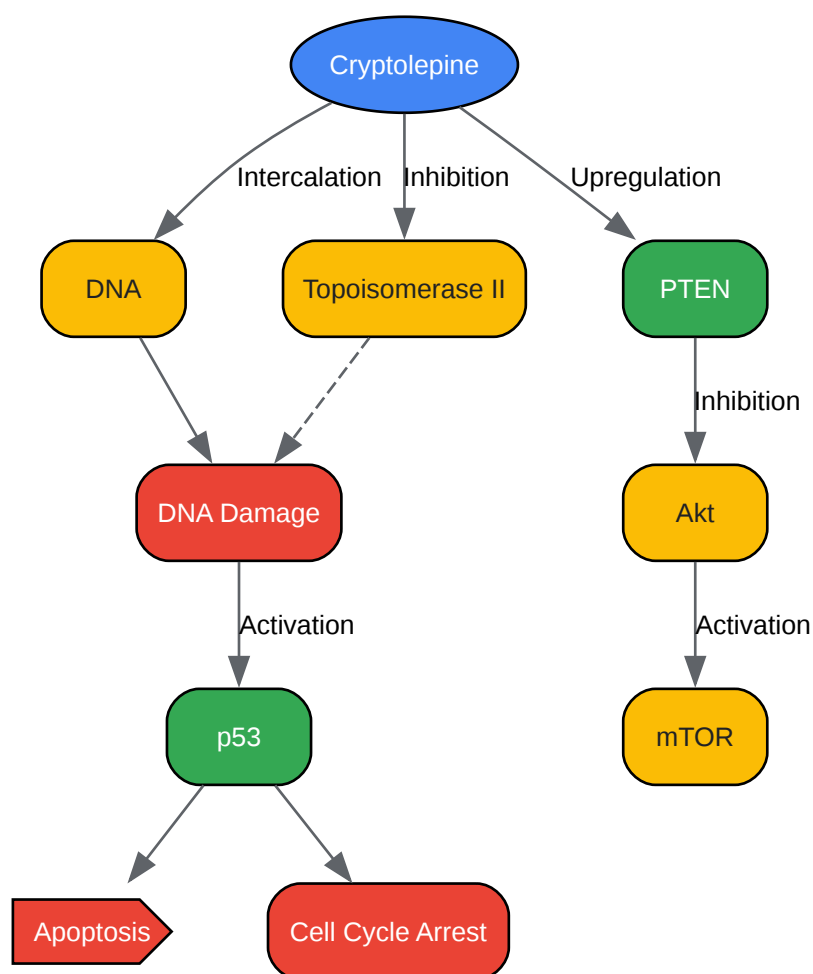 Cryptolepine
Intercalation
Inhibition
Upregulation
DNA
Topoisomerase II
PTEN
Inhibition
DNA Damage
Akt
Activation
Activation
p53
mTOR
Apoptosis
Cell Cycle Arrest